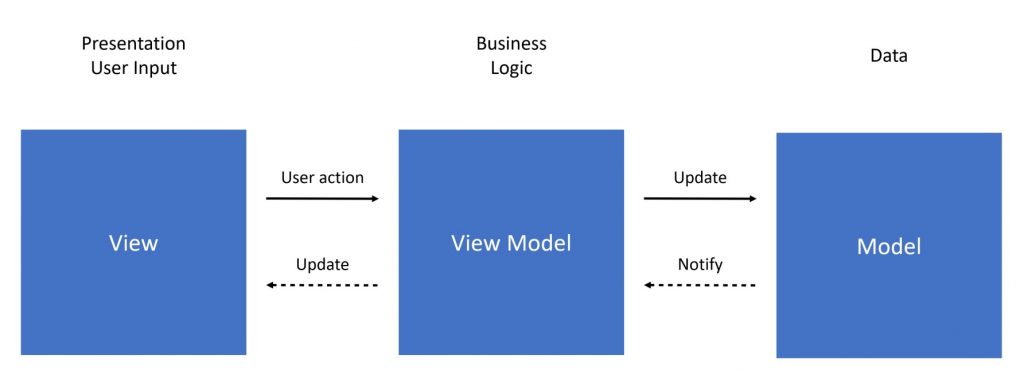 Presentation
User Input
Business
Logic
Data
User action
Update
View
View Model
Model
Update
Notify